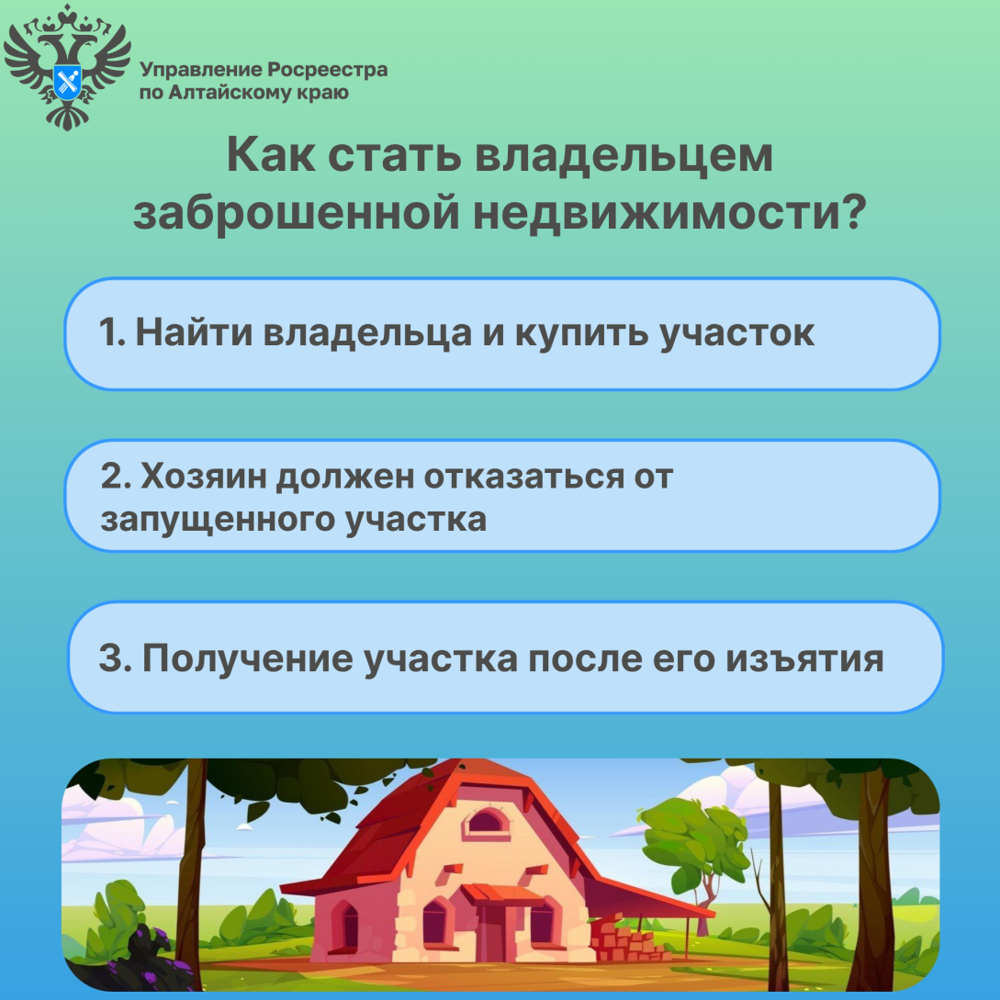 Управление Росреестра
по Алтайскому краю
Как стать владельцем
заброшенной недвижимости?
1. Найти владельца и купить участок
2. Хозяин должен отказаться от
запущенного участка
3. Получение участка после его изъятия